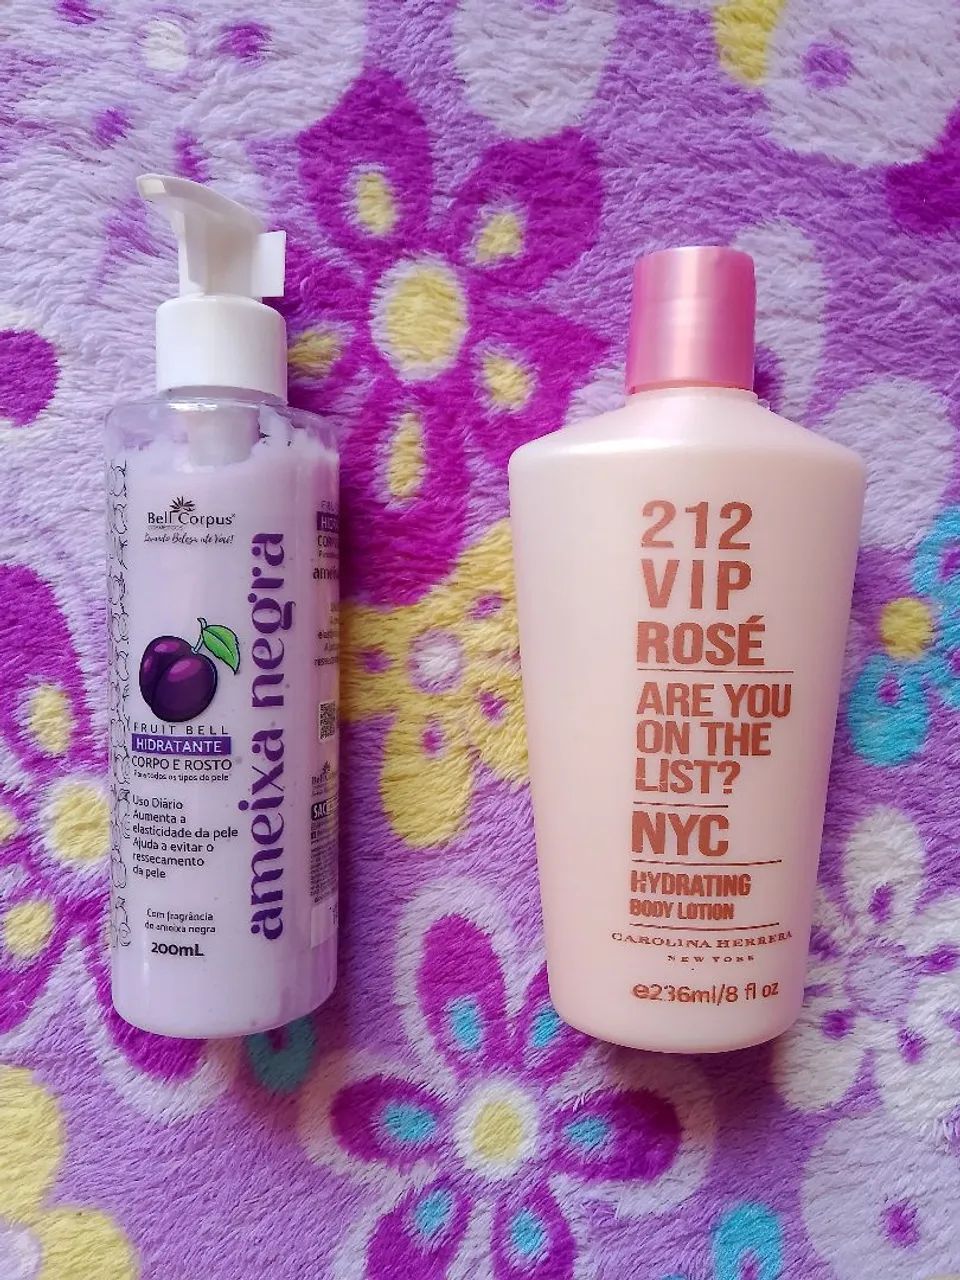 Bell Corpus
COSMÉTICOS
Levando Beleza até Você!
ameixa negra
FRUIT BELL
HIDRATANTE
CORPO E ROSTO
Para todos os tipos de pele
Uso Diário
Aumenta a
elasticidade da pele
Ajuda a evitar o
ressecamento
da pele
Com fragrância
de ameixa negra
200mL
212
VIP
ROSÉ
ARE YOU
ON THE
LIST?
NYC
HYDRATING
BODY LOTION
CAROLINA HERRERA
NEW YORK
e236ml/8 fl oz